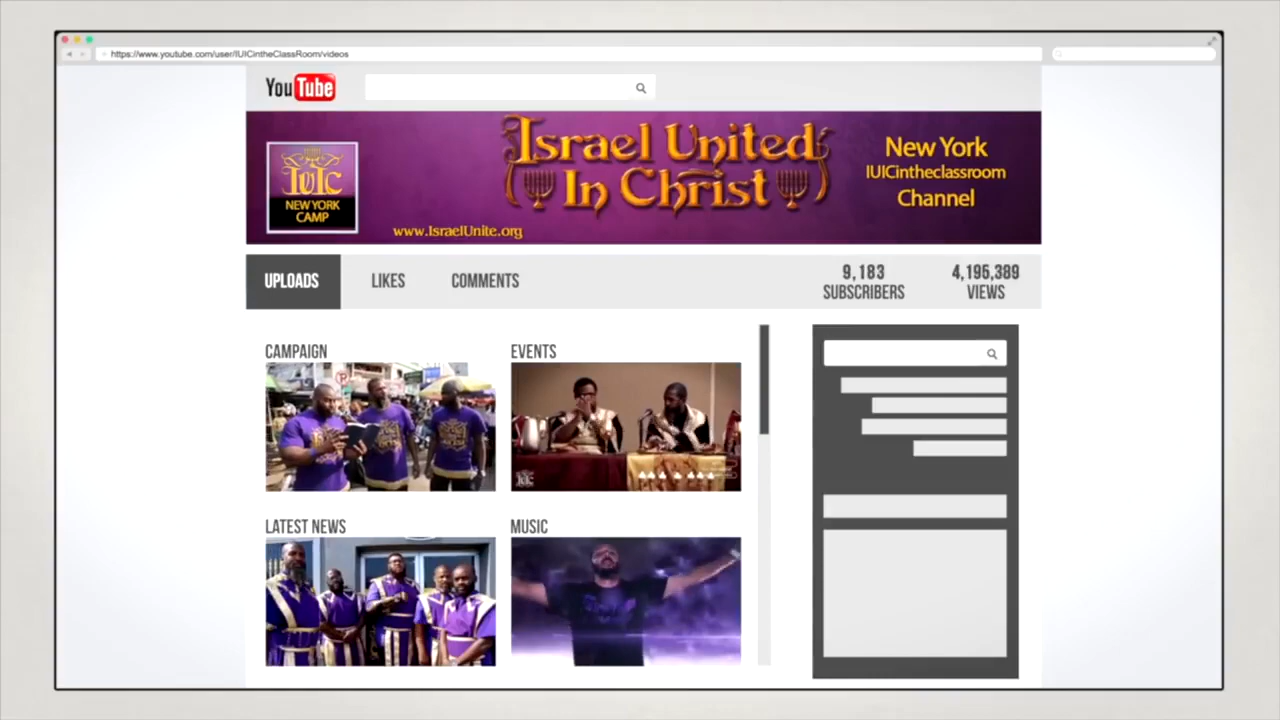 https://www.youtube.com/user/IUICintheClassRoom/videos
YouTube
Israel United
In Christ
IUIC
NEW YORK
CAMP
www.IsraelUnite.org
New York
IUICintheclassroom
Channel
UPLOADS
LIKES
COMMENTS
9,183
SUBSCRIBERS
4,195,389
VIEWS
CAMPAIGN
EVENTS
IUIC
LATEST NEWS
MUSIC